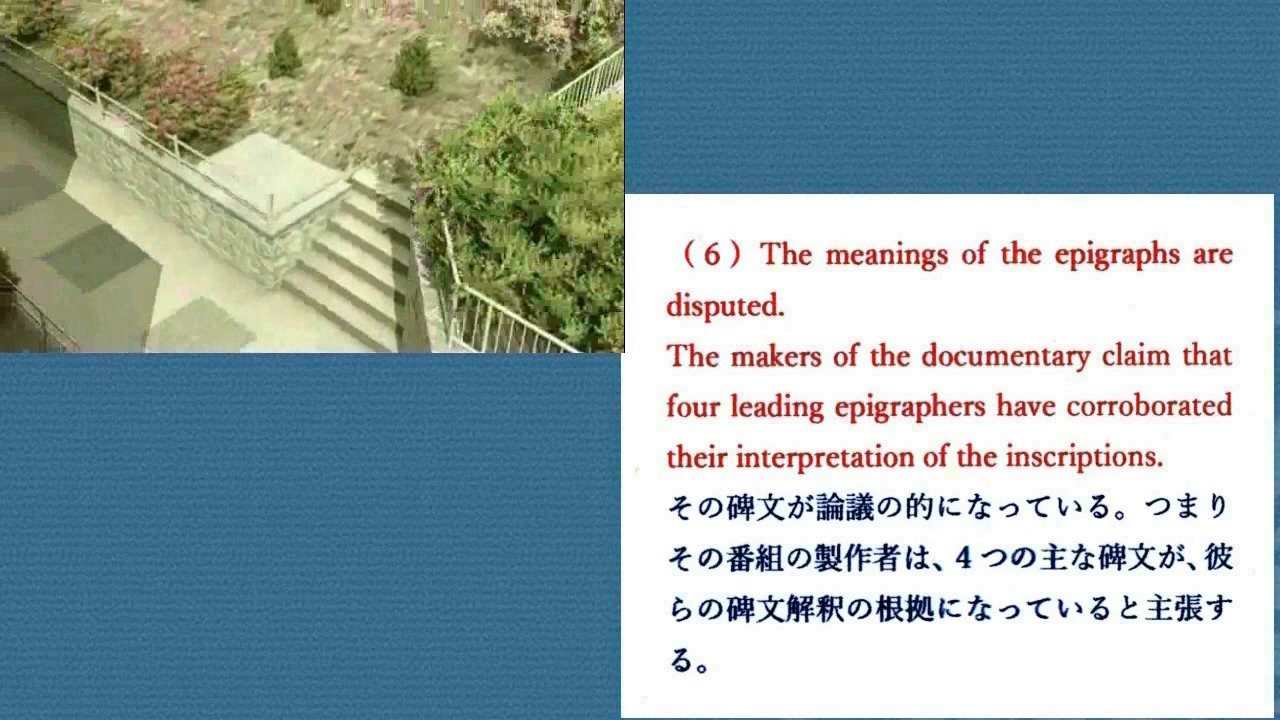 （6）The meanings of the epigraphs are
disputed.
The makers of the documentary claim that
four leading epigraphers have corroborated
their interpretation of the inscriptions.
その碑文が論議の的になっている。つまり
その番組の製作者は、4つの主な碑文が、彼
らの碑文解釈の根拠になっていると主張す
る。